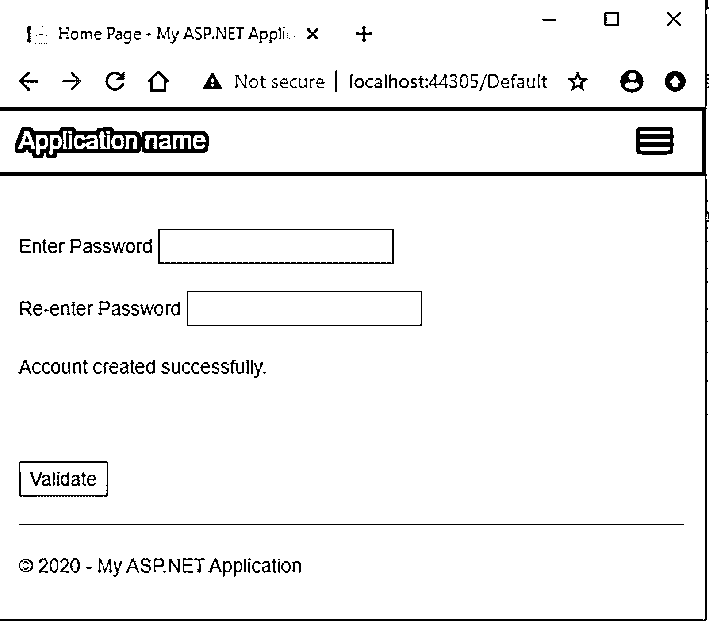 Home Page - My ASP.NET Applic
Not secure | localhost:44305/Default
Application name
Enter Password
Re-enter Password
Account created successfully.
Validate
© 2020 - My ASP.NET Application